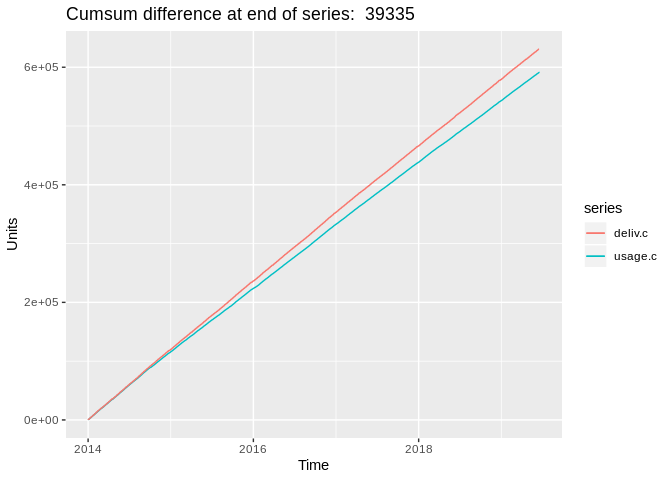 Cumsum difference at end of series:  39335
6e+05
4e+05
2e+05
0e+00
Units
2014
2016
2018
Time
series
deliv.c
usage.c